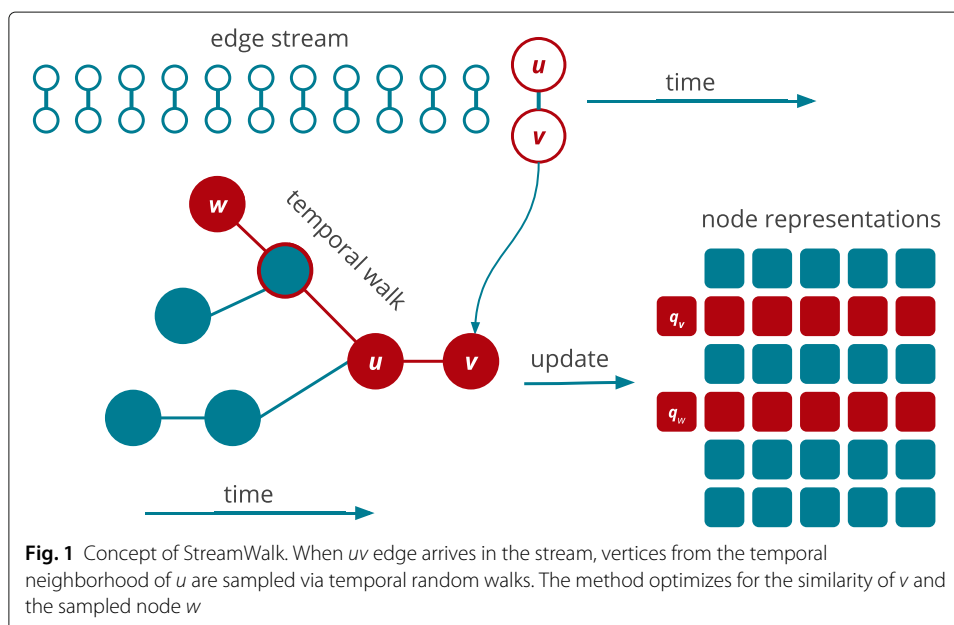 edge stream
u
time
v
w
temporal walk
node representations
q_v
u
v
update
q_w
time
Fig. 1 Concept of StreamWalk. When uv edge arrives in the stream, vertices from the temporal
neighborhood of u are sampled via temporal random walks. The method optimizes for the similarity of v and
the sampled node w